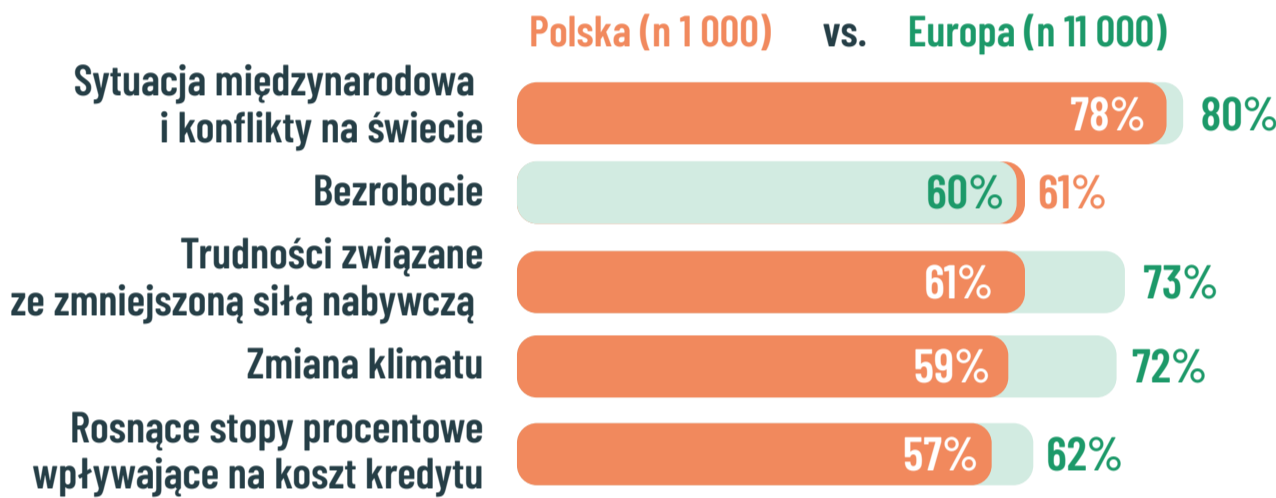 Polska (n 1 000) vs. Europa (n 11 000)
Sytuacja międzynarodowa
i konflikty na świecie
78% 80%
Bezrobocie
60% 61%
Trudności związane
ze zmniejszoną siłą nabywczą
61% 73%
Zmiana klimatu
59% 72%
Rosnące stopy procentowe
wpływające na koszt kredytu
57% 62%